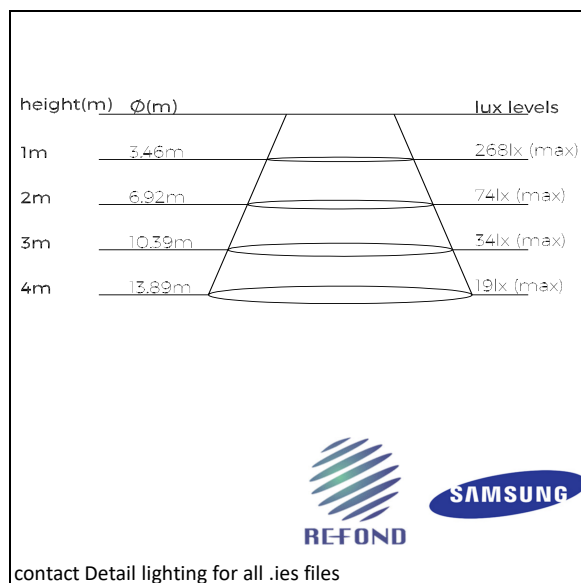 height(m) Ø(m) lux levels
1m 3.46m 268lx (max)
2m 6.92m 74lx (max)
3m 10.39m 34lx (max)
4m 13.89m 19lx (max)
REFOND
SAMSUNG
contact Detail lighting for all .ies files